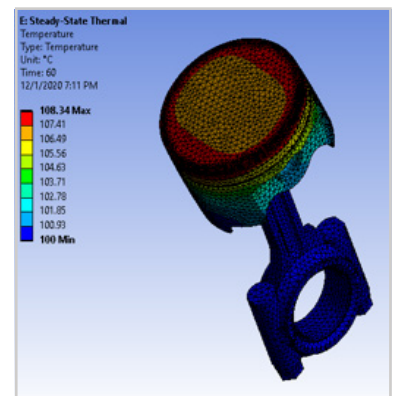 E: Steady-State Thermal
Temperature
Type: Temperature
Unit: °C
Time: 60
12/1/2020 7:11 PM
108.34 Max
107.41
106.49
105.56
104.63
103.71
102.78
101.85
100.93
100 Min